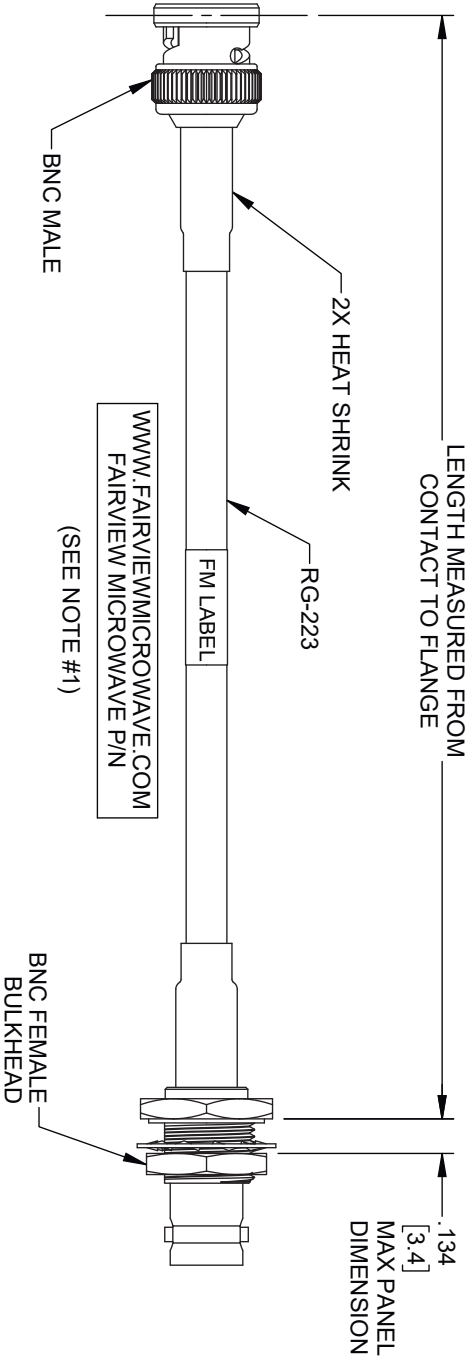 LENGTH MEASURED FROM
CONTACT TO FLANGE
.134
[3.4]
MAX PANEL
DIMENSION
2X HEAT SHRINK
RG-223
BNC MALE
FM LABEL
WWW.FAIRVIEWMICROWAVE.COM
FAIRVIEW MICROWAVE P/N
(SEE NOTE #1)
BNC FEMALE
BULKHEAD